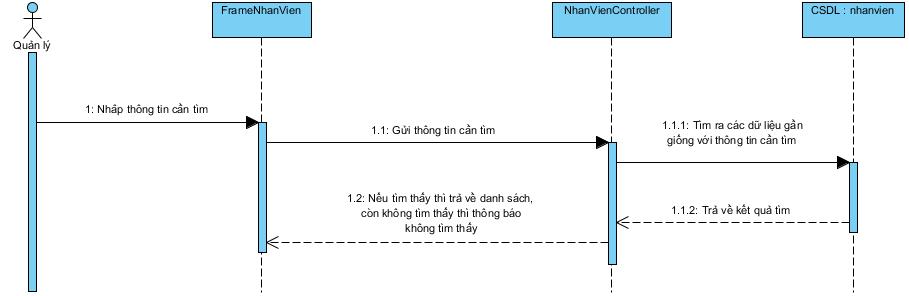 FrameNhanVien
NhanVienController
CSDL : nhanvien
Quản lý
1: Nhập thông tin cần tìm
1.1: Gửi thông tin cần tìm
1.1.1: Tìm ra các dữ liệu gần
giống với thông tin cần tìm
1.2: Nếu tìm thấy thì trả về danh sách,
còn không tìm thấy thì thông báo
không tìm thấy
1.1.2: Trả về kết quả tìm